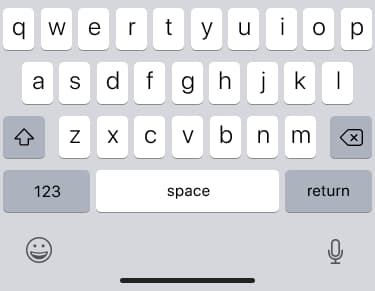 q w e r t y u i o p
a s d f g h j k l
z x c v b n m
123 space return